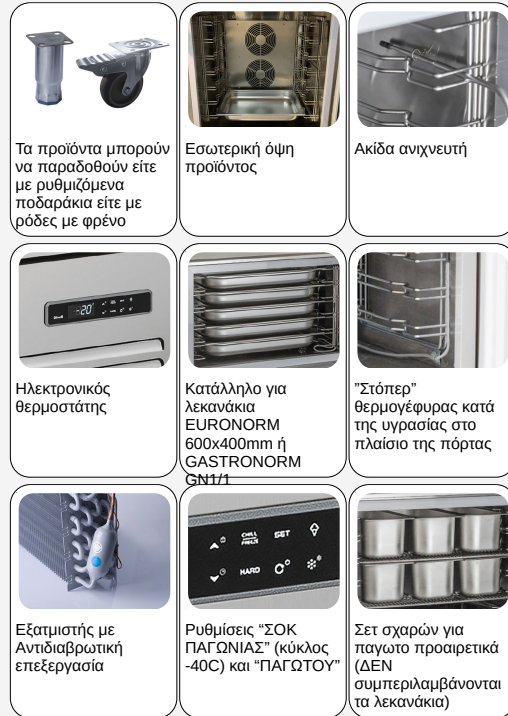 Τα προϊόντα μπορούν
να παραδοθούν είτε
με ρυθμιζόμενα
ποδαράκια είτε με
ρόδες με φρένο
Εσωτερική όψη
προϊόντος
Ακίδα ανιχνευτή
-20°
Ηλεκτρονικός
θερμοστάτης
Κατάλληλο για
λεκανάκια
EURONORM
600x400mm ή
GASTRONORM
GN1/1
”Στόπερ”
θερμογέφυρας κατά
της υγρασίας στο
πλαίσιο της πόρτας
Εξατμιστής με
Αντιδιαβρωτική
επεξεργασία
CHILL
FREEZE
SET
HARD
Ρυθμίσεις “ΣΟΚ
ΠΑΓΩΝΙΑΣ” (κύκλος
-40C) και “ΠΑΓΩΤΟΥ”
Σετ σχαρών για
παγωτο προαιρετικά
(ΔΕΝ
συμπεριλαμβάνονται
τα λεκανάκια)